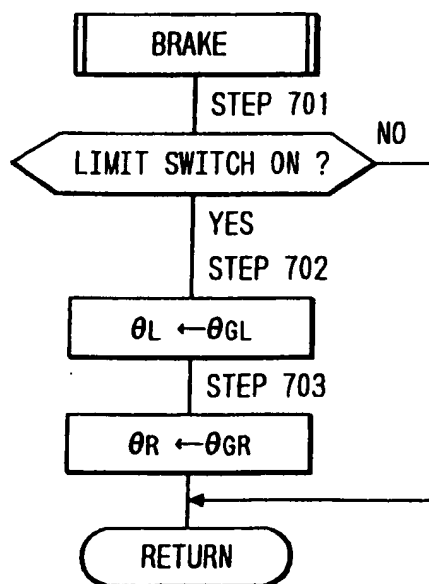 BRAKE
STEP 701
LIMIT SWITCH ON ?
NO
YES
STEP 702
θL ←θGL
STEP 703
θR ←θGR
RETURN